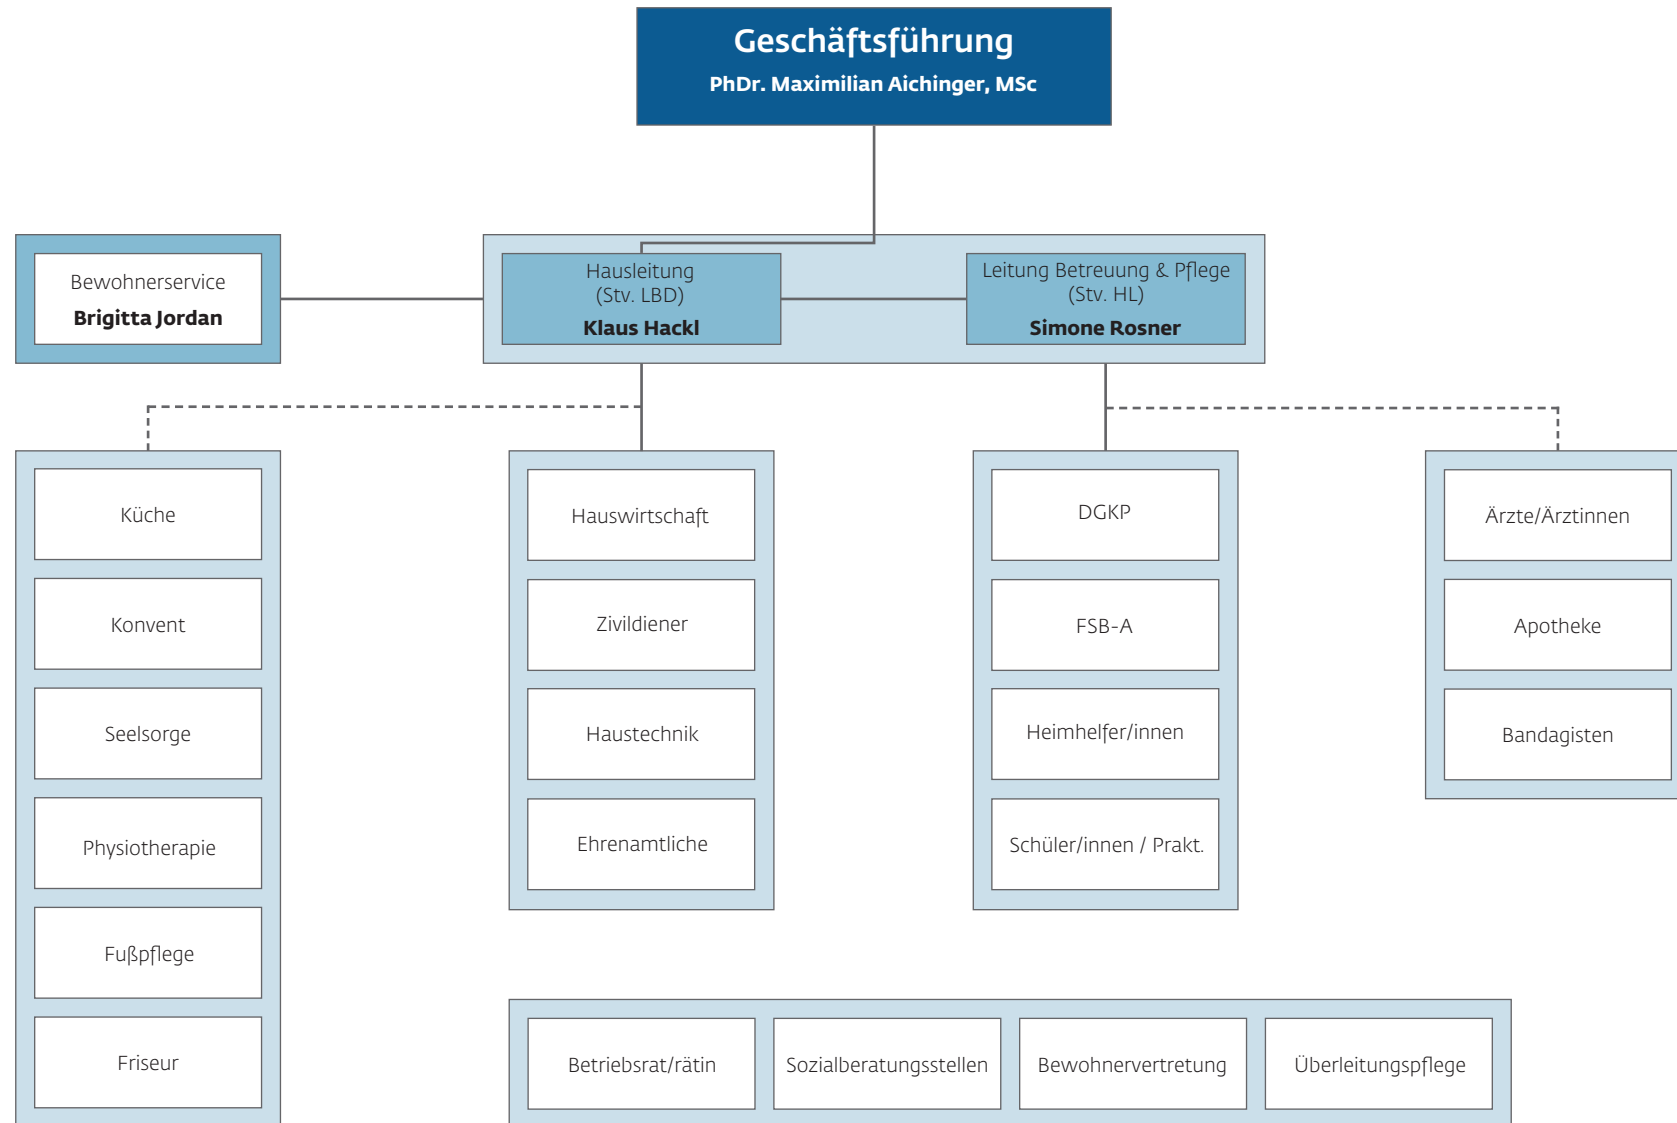 Geschäftsführung
PhDr. Maximilian Aichinger, MSc
Bewohnerservice
Brigitta Jordan
Hausleitung
(Stv. LBD)
Klaus Hackl
Leitung Betreuung & Pflege
(Stv. HL)
Simone Rosner
Küche
Konvent
Seelsorge
Physiotherapie
Fußpflege
Friseur
Hauswirtschaft
Zivildiener
Haustechnik
Ehrenamtliche
DGKP
FSB-A
Heimhelfer/innen
Schüler/innen / Prakt.
Ärzte/Ärztinnen
Apotheke
Bandagisten
Betriebsrat/rätin
Sozialberatungsstellen
Bewohnervertretung
Überleitungspflege